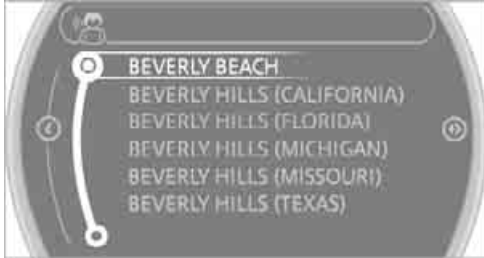 BEVERLY BEACH
BEVERLY HILLS (CALIFORNIA)
BEVERLY HILLS (FLORIDA)
BEVERLY HILLS (MICHIGAN)
BEVERLY HILLS (MISSOURI)
BEVERLY HILLS (TEXAS)